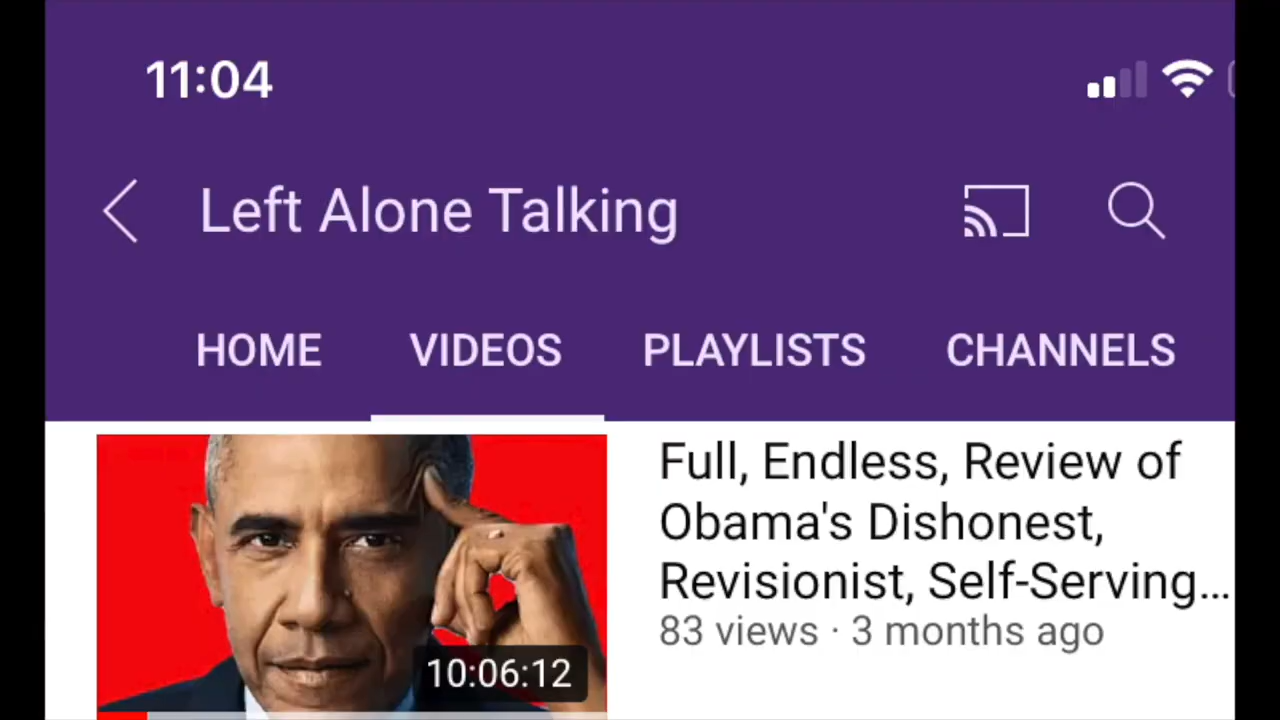 11:04
Left Alone Talking
HOME VIDEOS PLAYLISTS CHANNELS
Full, Endless, Review of
Obama's Dishonest,
Revisionist, Self-Serving...
83 views · 3 months ago
10:06:12